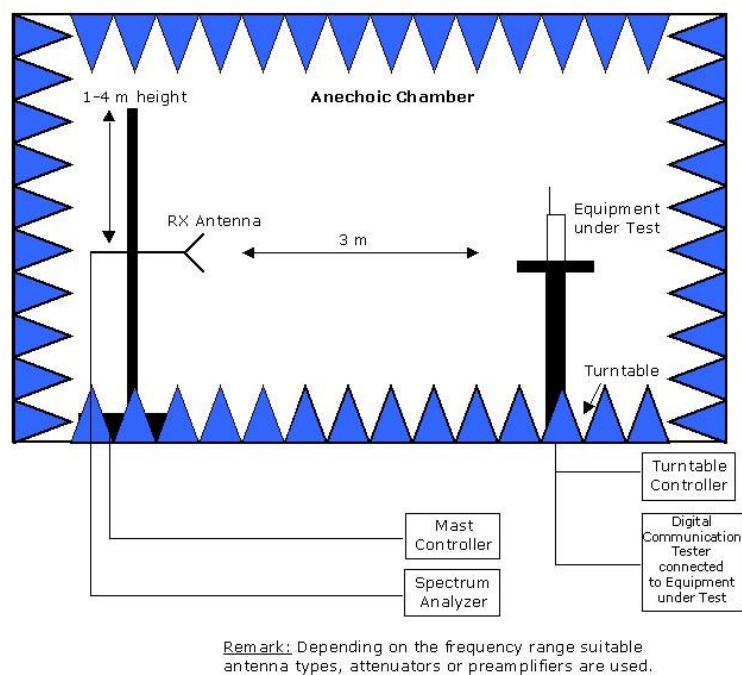 1-4 m height
Anechoic Chamber
RX Antenna
3 m
Equipment
under Test
Turntable
Turntable
Controller
Mast
Controller
Digital
Communication
Tester
connected
to Equipment
under Test
Spectrum
Analyzer
Remark: Depending on the frequency range suitable
antenna types, attenuators or preamplifiers are used.